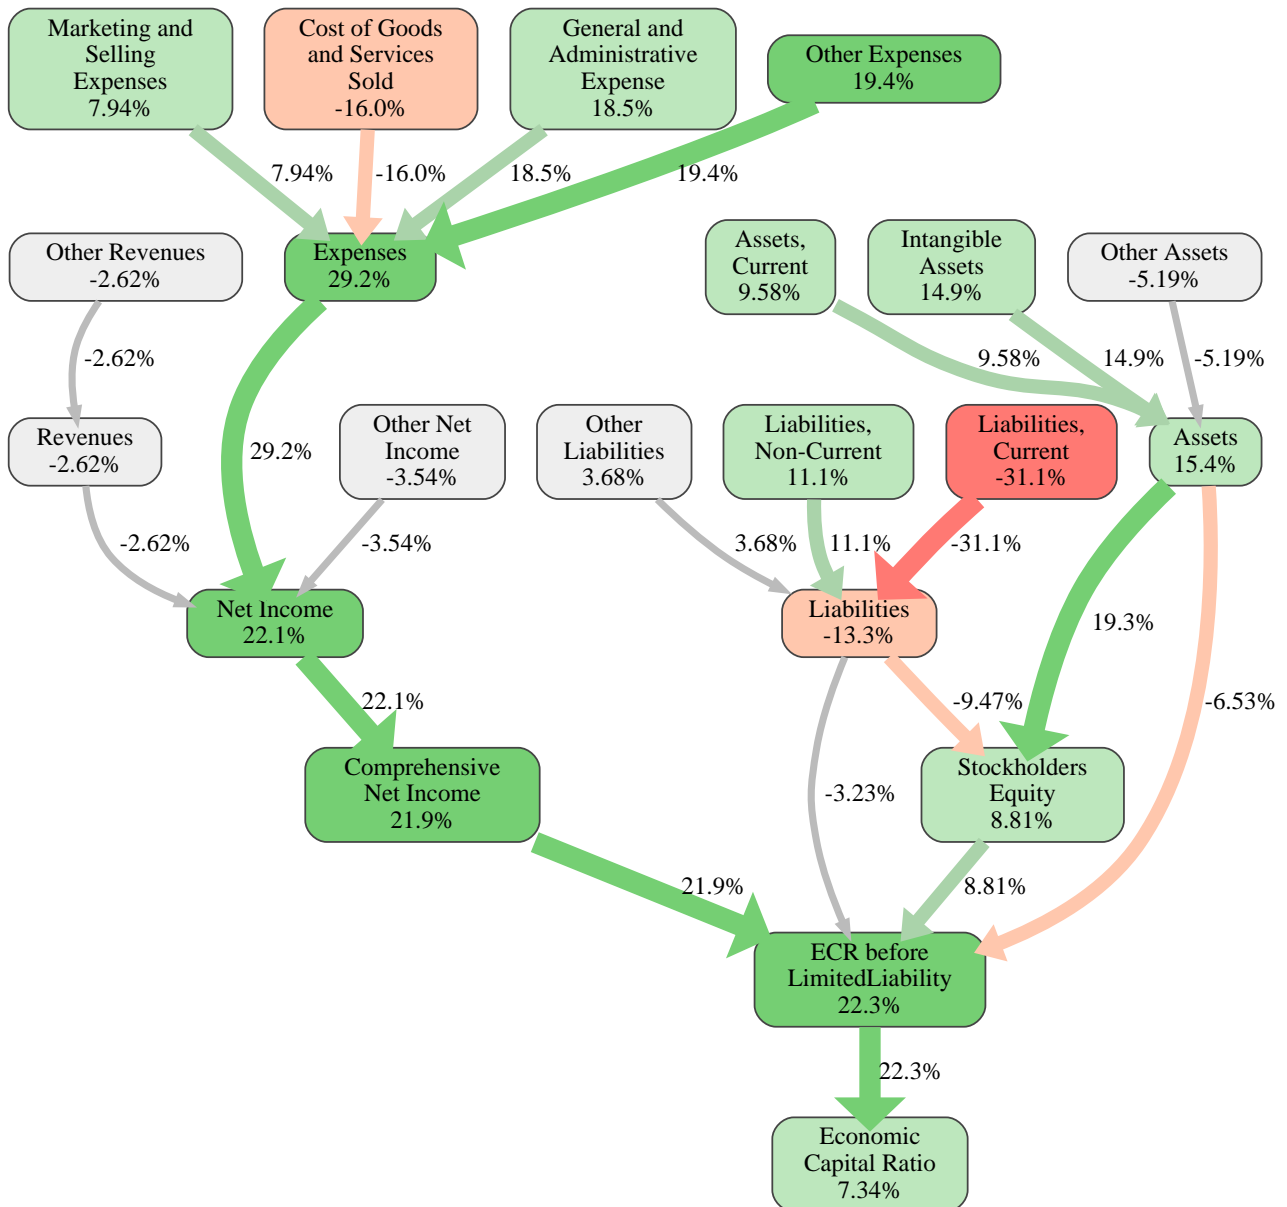 Marketing and
Selling
Expenses
7.94%
Cost of Goods
and Services
Sold
-16.0%
General and
Administrative
Expense
18.5%
Other Expenses
19.4%
7.94%
-16.0%
18.5%
19.4%
Other Revenues
-2.62%
Expenses
29.2%
Assets,
Current
9.58%
Intangible
Assets
14.9%
Other Assets
-5.19%
-2.62%
9.58%
14.9%
-5.19%
Revenues
-2.62%
29.2%
Other Net
Income
-3.54%
Other
Liabilities
3.68%
Liabilities,
Non-Current
11.1%
Liabilities,
Current
-31.1%
Assets
15.4%
-2.62%
-3.54%
3.68%
11.1%
-31.1%
Net Income
22.1%
Liabilities
-13.3%
19.3%
22.1%
-9.47%
-6.53%
Comprehensive
Net Income
21.9%
-3.23%
Stockholders
Equity
8.81%
21.9%
8.81%
ECR before
LimitedLiability
22.3%
22.3%
Economic
Capital Ratio
7.34%